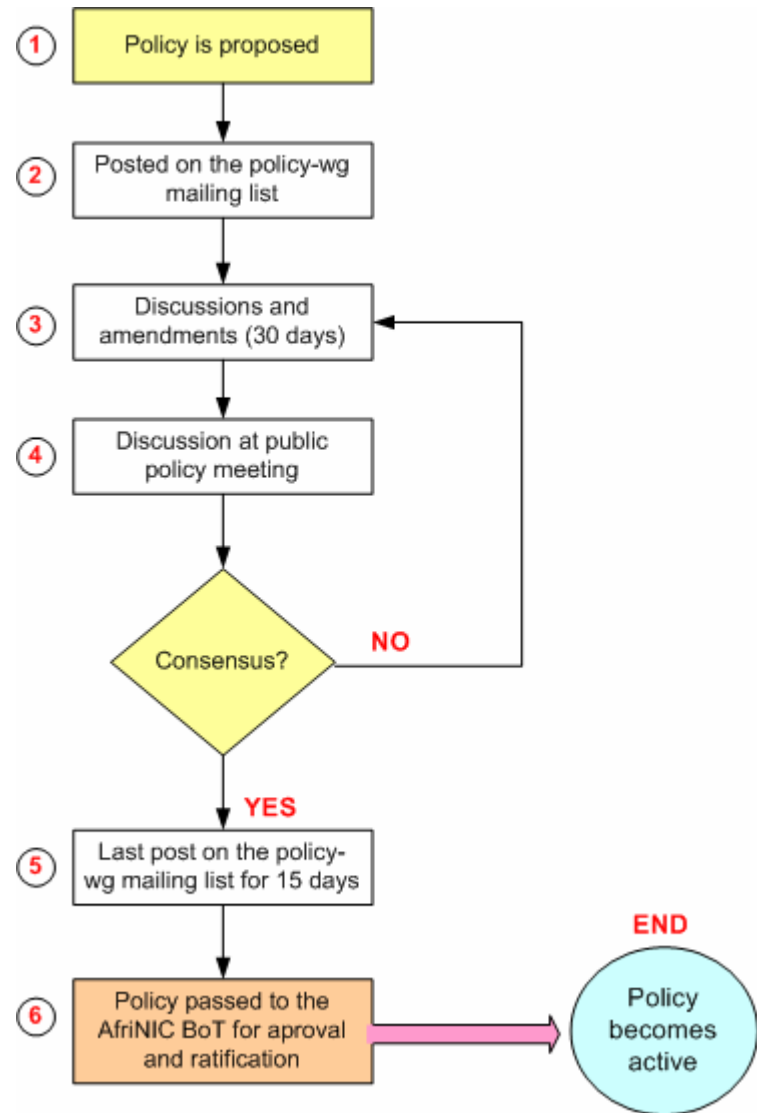 1
Policy is proposed
2
Posted on the policy-wg
mailing list
3
Discussions and
amendments (30 days)
4
Discussion at public
policy meeting
Consensus?
NO
YES
5
Last post on the policy-
wg mailing list for 15 days
6
Policy passed to the
AfriNIC BoT for aproval
and ratification
END
Policy
becomes
active